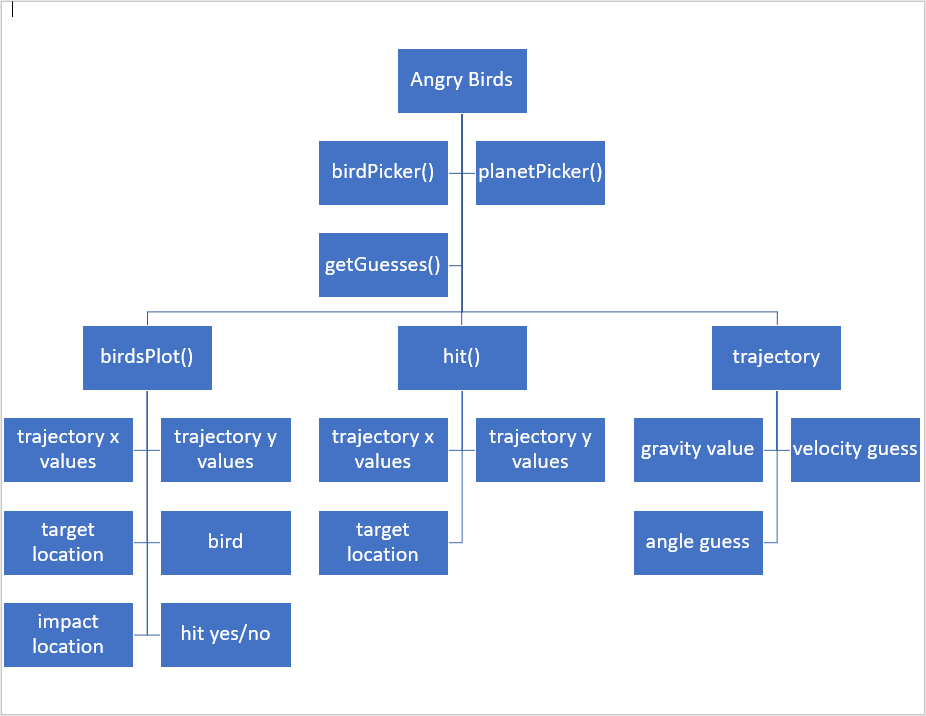 Angry Birds
birdPicker()
planetPicker()
getGuesses()
birdsPlot()
hit()
trajectory
trajectory x
values
trajectory y
values
trajectory x
values
trajectory y
values
gravity value
velocity guess
target
location
bird
target
location
angle guess
impact
location
hit yes/no